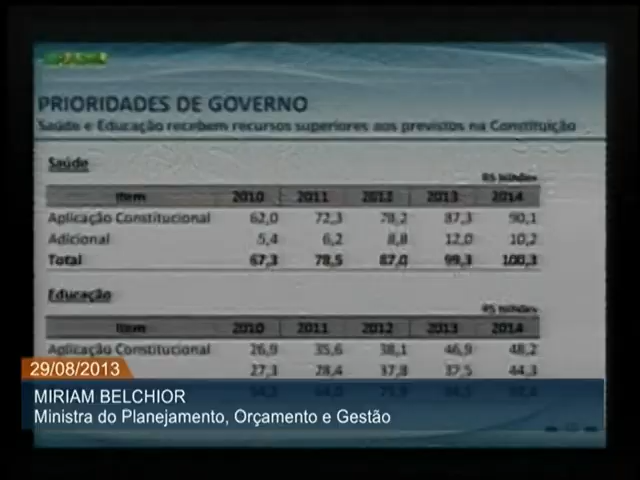 BRASIL
PRIORIDADES DE GOVERNO
Saúde e Educação recebem recursos superiores aos previstos na Constituição
Saúde
R$ bilhões
Item 2010 2011 2012 2013 2014
Aplicação Constitucional 62,0 72,3 78,2 87,3 90,1
Adicional 5,4 6,2 8,8 12,0 10,2
Total 67,3 78,5 87,0 99,3 100,3
Educação
R$ bilhões
Item 2010 2011 2012 2013 2014
Aplicação Constitucional 26,9 35,6 38,1 46,9 48,2
27,3 28,4 37,8 37,5 44,3
29/08/2013
MIRIAM BELCHIOR
Ministra do Planejamento, Orçamento e Gestão